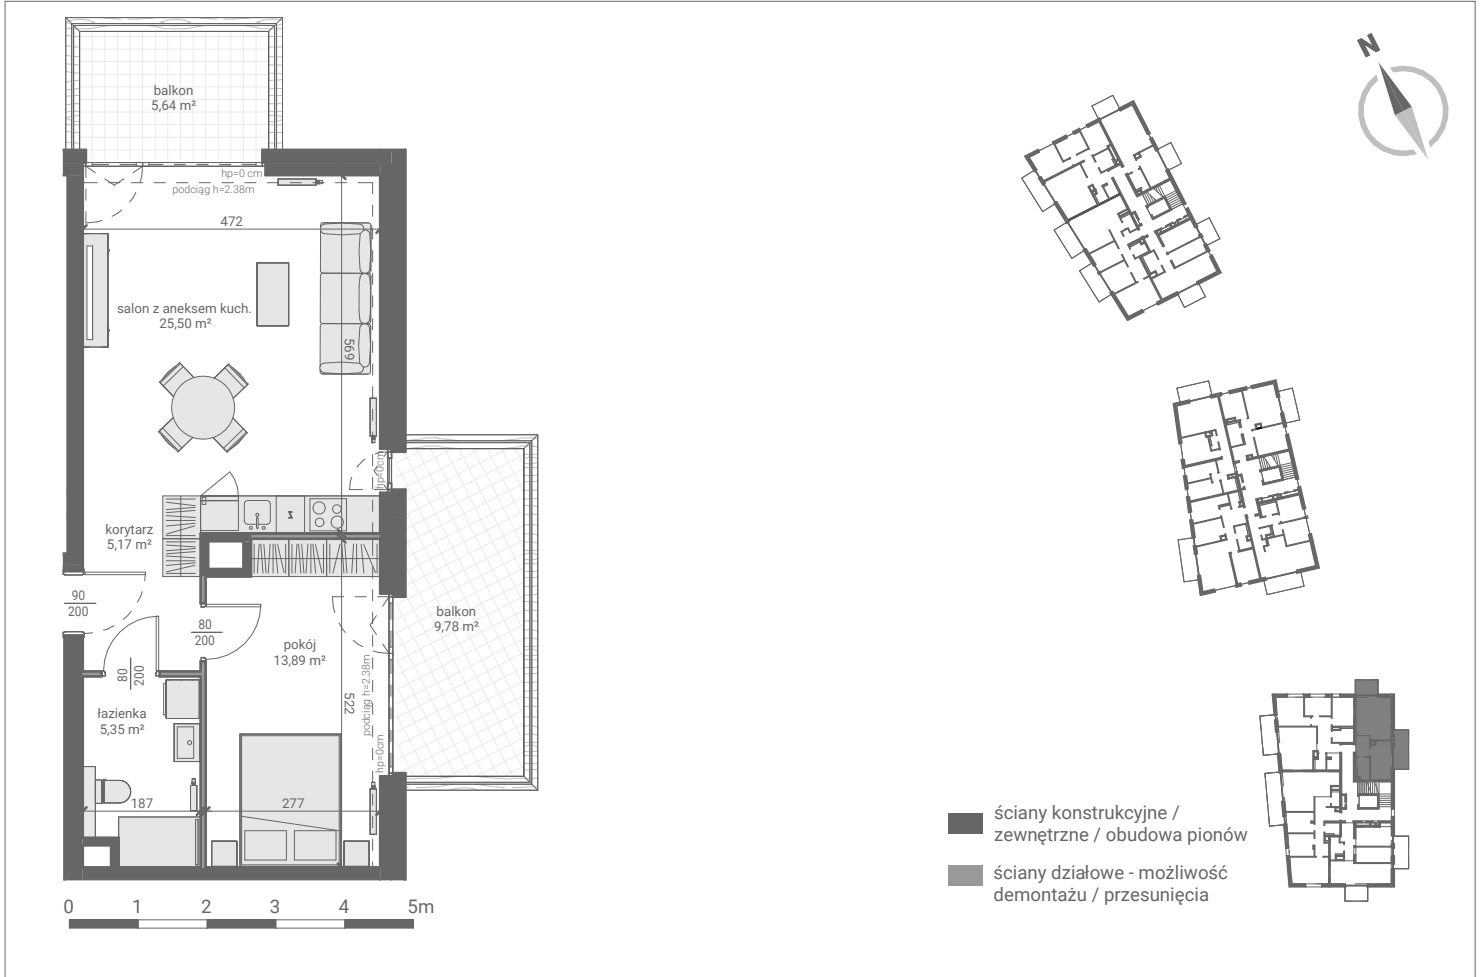 balkon
5,64 m²
N
hp=0 cm
podciąg h=2.38m
472
salon z aneksem kuch.
25,50 m²
569
hp=0cm
korytarz
5,17 m²
90
200
80
200
80
200
pokój
13,89 m²
balkon
9,78 m²
podciąg h=2.38m
522
hp=0cm
łazienka
5,35 m²
187
277
ściany konstrukcyjne /
zewnętrzne / obudowa pionów
ściany działowe - możliwość
demontażu / przesunięcia
0 1 2 3 4 5m